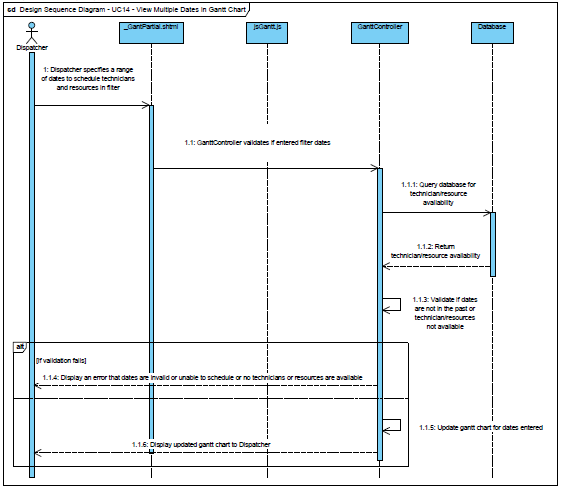 sd Design Sequence Diagram - UC14 - View Multiple Dates in Gantt Chart
_GantPartial.shtml
jsGantt.js
GanttController
Database
Dispatcher
1: Dispatcher specifies a range
of dates to schedule technicians
and resources in filter
1.1: GanttController validates if entered filter dates
1.1.1: Query database for
technician/resource
availability
1.1.2: Return
technician/resource availability
1.1.3: Validate if dates
are not in the past or
technician/resources
not available
alt
[If validation fails]
1.1.4: Display an error that dates are invalid or unable to schedule or no technicians or resources are available
1.1.5: Update gantt chart for dates entered
1.1.6: Display updated gantt chart to Dispatcher